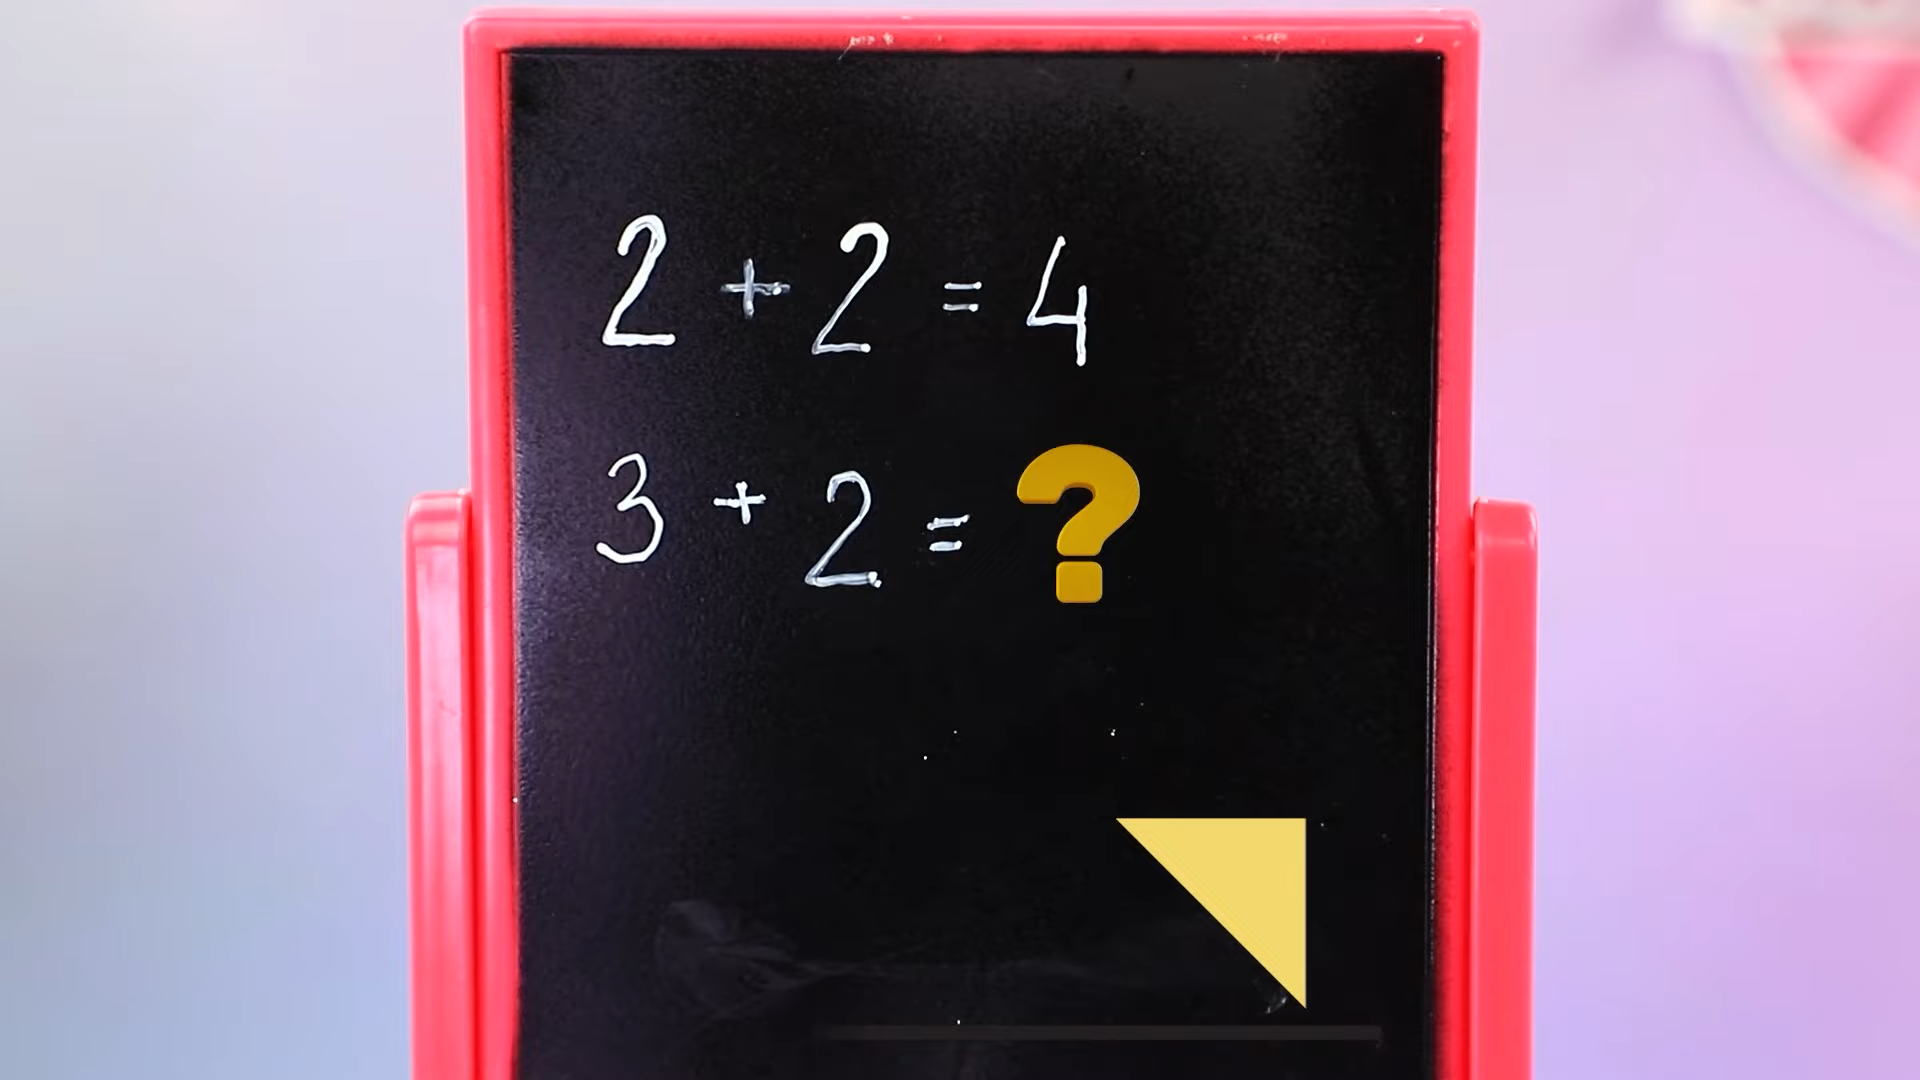 2 + 2 = 4
3 + 2 = ?